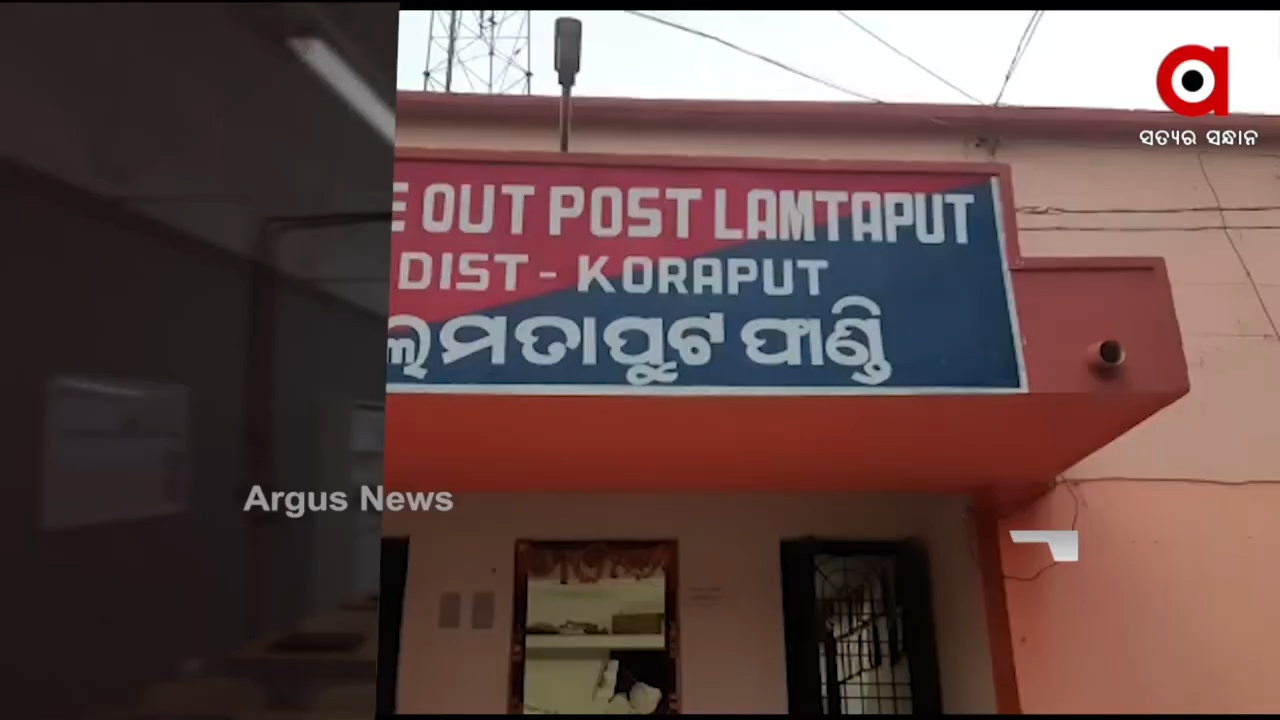 ସତ୍ୟର ସନ୍ଧାନ
E OUT POST LAMTAPUT
DIST - KORAPUT
ଲମତାପୁଟ ଫାଣ୍ଡି
Argus News